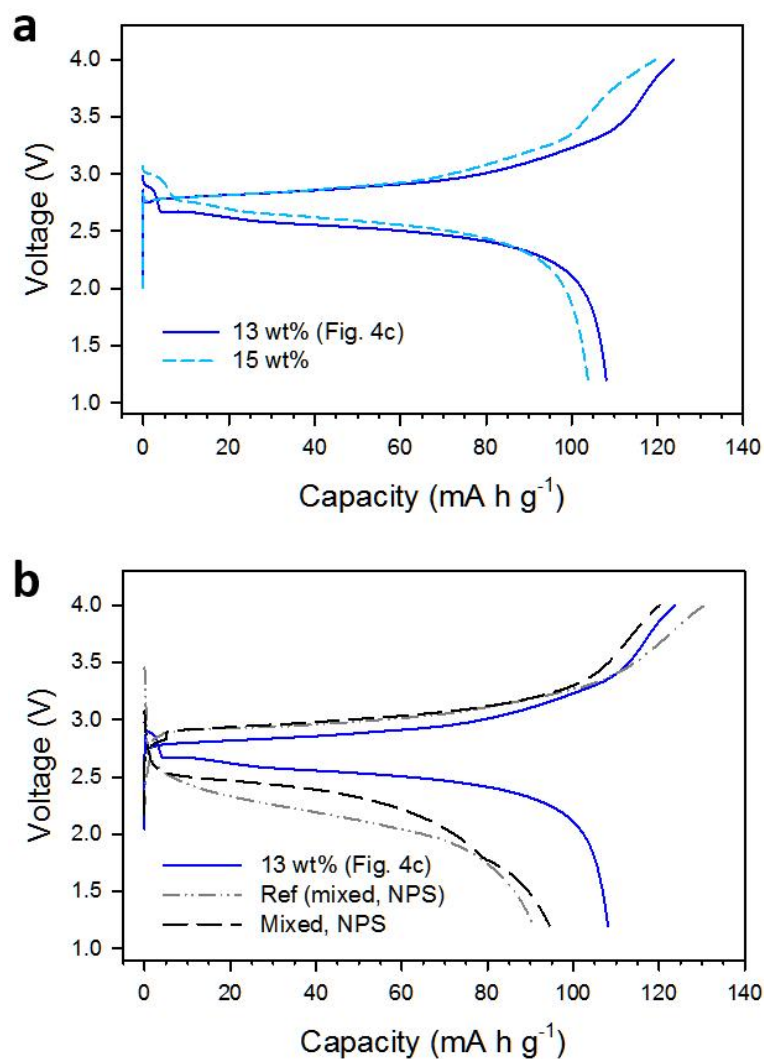 a
4.0
3.5
3.0
2.5
2.0
1.5
1.0
Voltage (V)
13 wt% (Fig. 4c)
15 wt%
0 20 40 60 80 100 120 140
Capacity (mA h g⁻¹)
b
4.0
3.5
3.0
2.5
2.0
1.5
1.0
Voltage (V)
13 wt% (Fig. 4c)
Ref (mixed, NPS)
Mixed, NPS
0 20 40 60 80 100 120 140
Capacity (mA h g⁻¹)